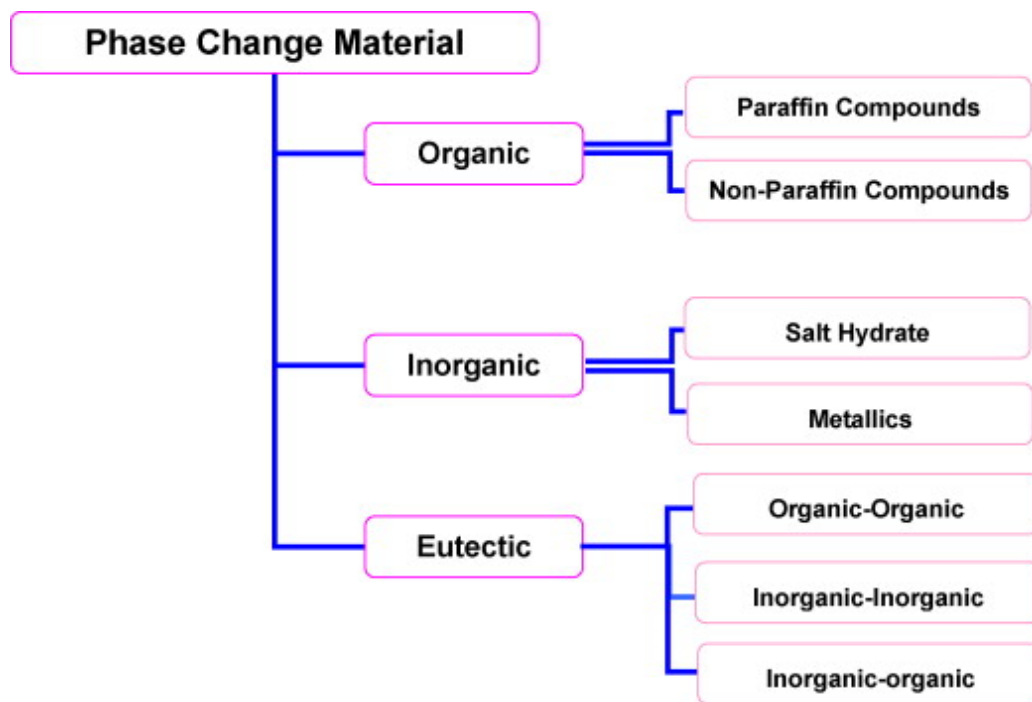 Phase Change Material
Organic
Paraffin Compounds
Non-Paraffin Compounds
Inorganic
Salt Hydrate
Metallics
Eutectic
Organic-Organic
Inorganic-Inorganic
Inorganic-organic